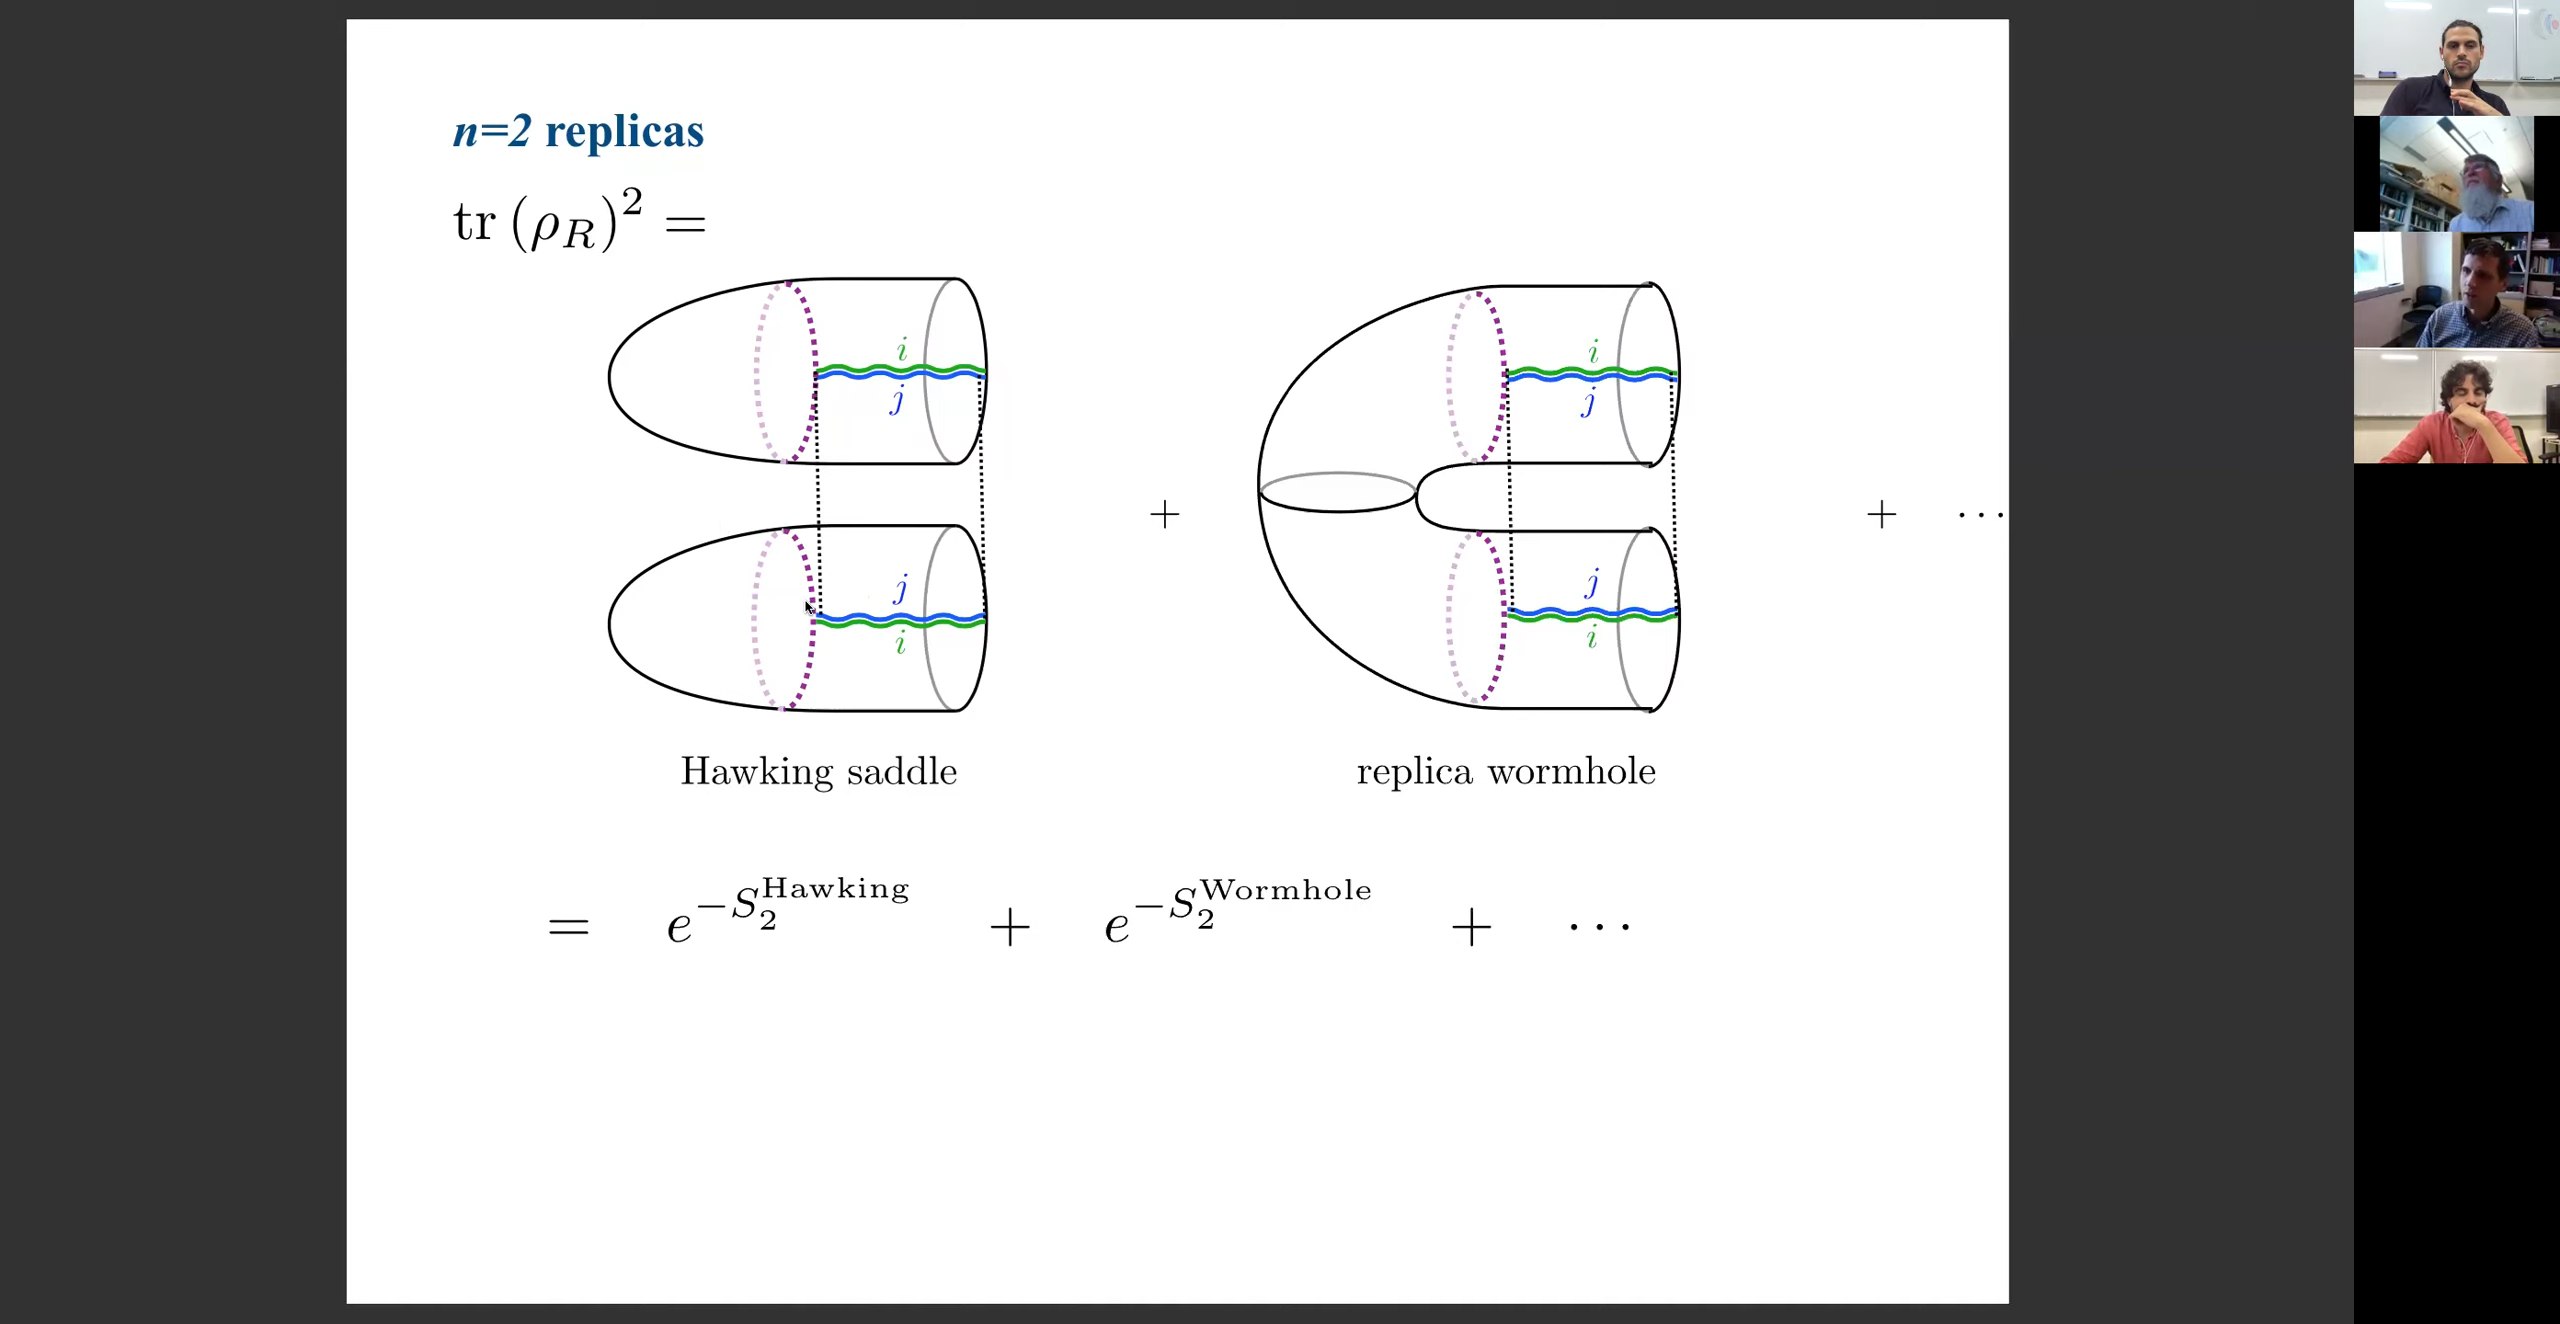 n=2 replicas
tr (ρ_R)^2 =
i i
j j
+ + ···
j j
i i
Hawking saddle replica wormhole
= e^{-S_2^{Hawking}} + e^{-S_2^{Wormhole}} + ···